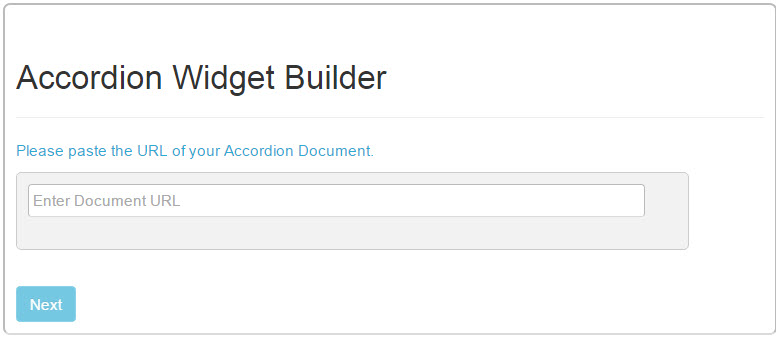 Accordion Widget Builder
Please paste the URL of your Accordion Document.
Enter Document URL
Next